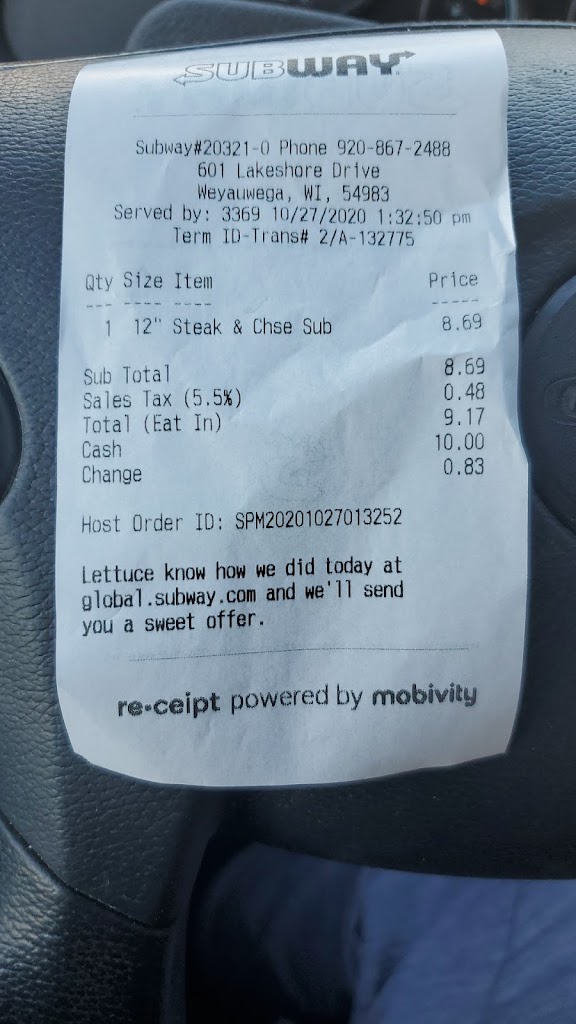 SUBWAY
Subway#20321-0 Phone 920-867-2488
601 Lakeshore Drive
Weyauwega, WI, 54983
Served by: 3369 10/27/2020 1:32:50 pm
Term ID-Trans# 2/A-132775
Qty Size Item Price
--- ---- ---- -----
1 12" Steak & Chse Sub 8.69
Sub Total 8.69
Sales Tax (5.5%) 0.48
Total (Eat In) 9.17
Cash 10.00
Change 0.83
Host Order ID: SPM20201027013252
Lettuce know how we did today at
global.subway.com and we'll send
you a sweet offer.
re•ceipt powered by mobivity